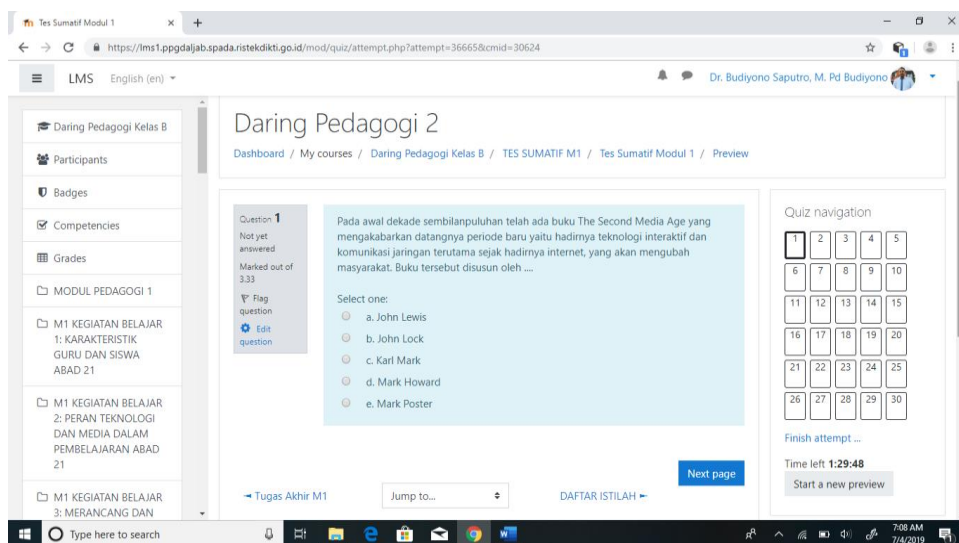 Tes Sumatif Modul 1
https://lms1.ppgdaljab.spada.ristekdikti.go.id/mod/quiz/attempt.php?attempt=36665&cmid=30624
LMS English (en)
Dr. Budiyono Saputro, M. Pd Budiyono
Daring Pedagogi Kelas B
Participants
Badges
Competencies
Grades
MODUL PEDAGOGI 1
M1 KEGIATAN BELAJAR
1: KARAKTERISTIK
GURU DAN SISWA
ABAD 21
M1 KEGIATAN BELAJAR
2: PERAN TEKNOLOGI
DAN MEDIA DALAM
PEMBELAJARAN ABAD
21
M1 KEGIATAN BELAJAR
3: MERANCANG DAN
Daring Pedagogi 2
Dashboard / My courses / Daring Pedagogi Kelas B / TES SUMATIF M1 / Tes Sumatif Modul 1 / Preview
Question 1
Not yet
answered
Marked out of
3.33
Flag
question
Edit
question
Pada awal dekade sembilanpuluhan telah ada buku The Second Media Age yang
mengakabarkan datangnya periode baru yaitu hadirnya teknologi interaktif dan
komunikasi jaringan terutama sejak hadirnya internet, yang akan mengubah
masyarakat. Buku tersebut disusun oleh ....
Select one:
a. John Lewis
b. John Lock
c. Karl Mark
d. Mark Howard
e. Mark Poster
Next page
Tugas Akhir M1
Jump to...
DAFTAR ISTILAH
Quiz navigation
1 2 3 4 5
6 7 8 9 10
11 12 13 14 15
16 17 18 19 20
21 22 23 24 25
26 27 28 29 30
Finish attempt ...
Time left 1:29:48
Start a new preview
Type here to search
7:08 AM
7/4/2019